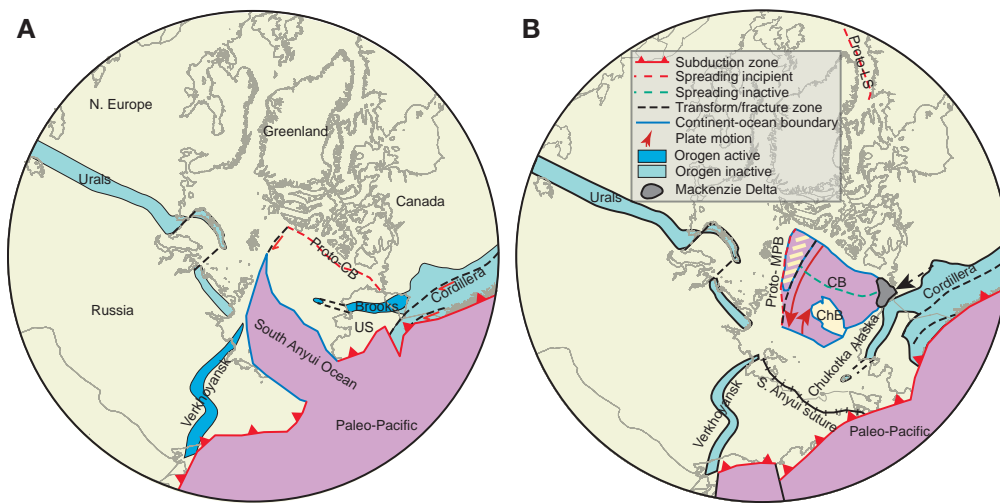 A
N. Europe
Greenland
Urals
Canada
Proto-CB
Cordillera
Brooks
US
Russia
South Anyui Ocean
Verkhoyansk
Paleo-Pacific
B
Proto-LS
Subduction zone
Spreading incipient
Spreading inactive
Transform/fracture zone
Continent-ocean boundary
Plate motion
Orogen active
Orogen inactive
Mackenzie Delta
Urals
Proto-MPB
CB
ChB
Cordillera
Chukotka Alaska
S. Anyui suture
Verkhoyansk
Paleo-Pacific